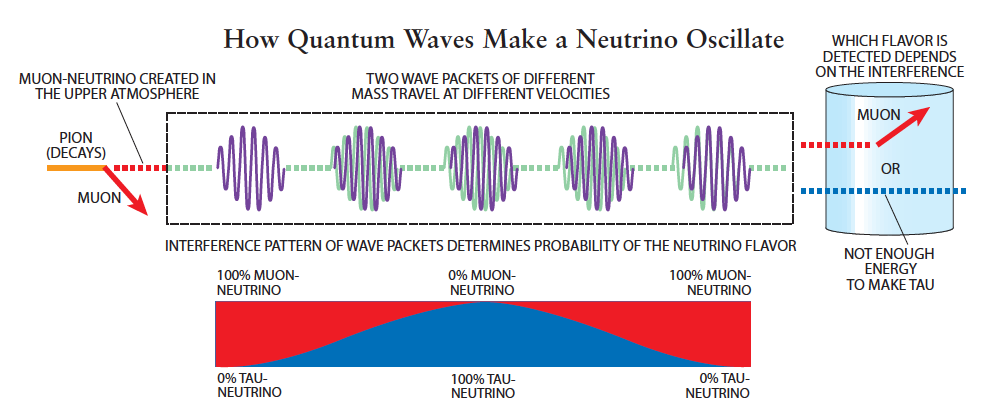 How Quantum Waves Make a Neutrino Oscillate
MUON-NEUTRINO CREATED IN
THE UPPER ATMOSPHERE
TWO WAVE PACKETS OF DIFFERENT
MASS TRAVEL AT DIFFERENT VELOCITIES
WHICH FLAVOR IS
DETECTED DEPENDS
ON THE INTERFERENCE
PION
(DECAYS)
MUON
MUON
OR
NOT ENOUGH
ENERGY
TO MAKE TAU
INTERFERENCE PATTERN OF WAVE PACKETS DETERMINES PROBABILITY OF THE NEUTRINO FLAVOR
100% MUON-
NEUTRINO
0% MUON-
NEUTRINO
100% MUON-
NEUTRINO
0% TAU-
NEUTRINO
100% TAU-
NEUTRINO
0% TAU-
NEUTRINO